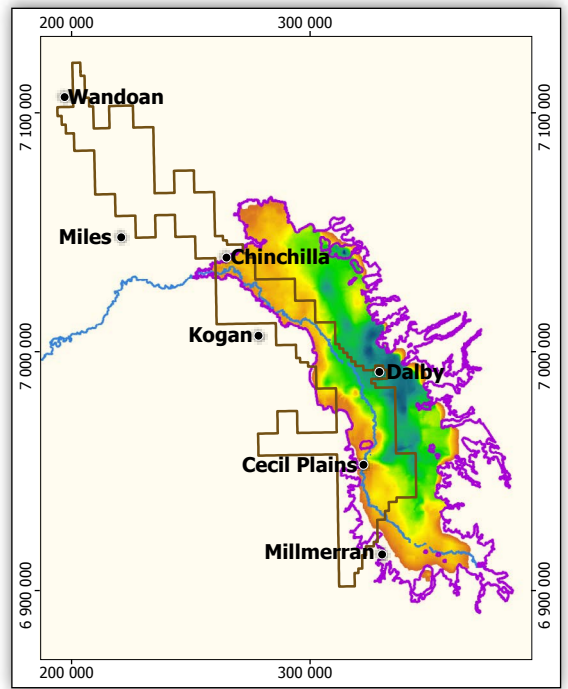 200 000 300 000
7 100 000 7 100 000
Wandoan
Miles
Chinchilla
Kogan
7 000 000 7 000 000
Dalby
Cecil Plains
Millmerran
6 900 000 6 900 000
200 000 300 000